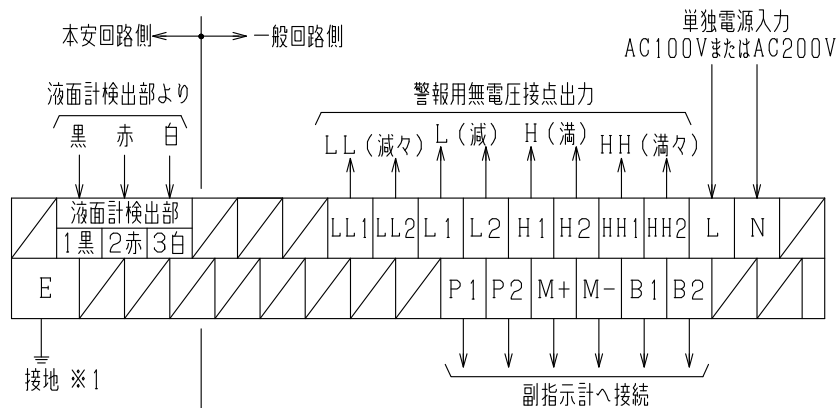 本安回路側
一般回路側
単独電源入力
AC100VまたはAC200V
液面計検出部より
黒 赤 白
警報用無電圧接点出力
LL(減々) L(減) H(満) HH(満々)
液面計検出部
1黒 2赤 3白
LL1 LL2 L1 L2 H1 H2 HH1 HH2 L N
E P1 P2 M+ M- B1 B2
接地 ※1
副指示計へ接続